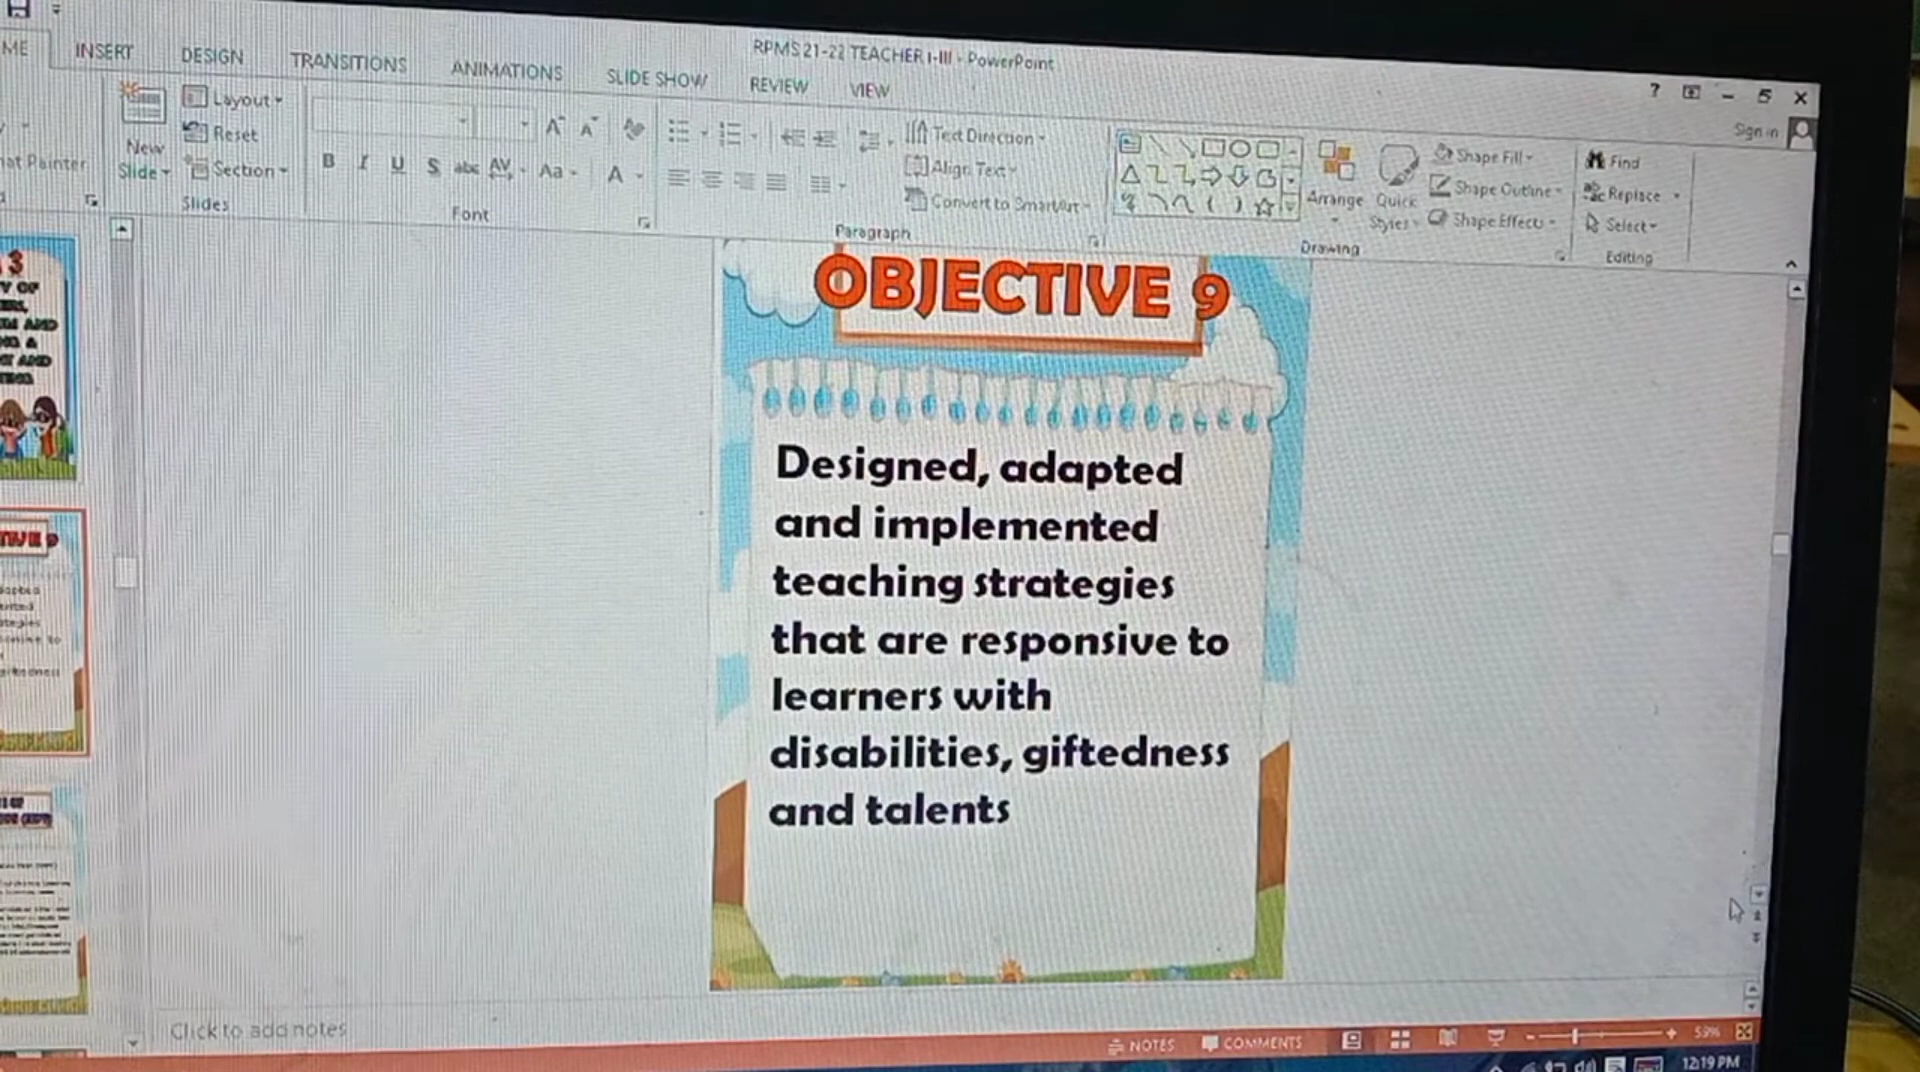 RPMS 21-22 TEACHER I-III - PowerPoint
INSERT DESIGN TRANSITIONS ANIMATIONS SLIDE SHOW REVIEW VIEW
Sign in
New
Slide
Layout
Reset
Section
Slides
Font
Text Direction
Align Text
Convert to SmartArt
Paragraph
Arrange
Quick
Styles
Shape Fill
Shape Outline
Shape Effects
Drawing
Find
Replace
Select
Editing
OBJECTIVE 9
Designed, adapted
and implemented
teaching strategies
that are responsive to
learners with
disabilities, giftedness
and talents
Click to add notes
NOTES COMMENTS 59%
12:19 PM